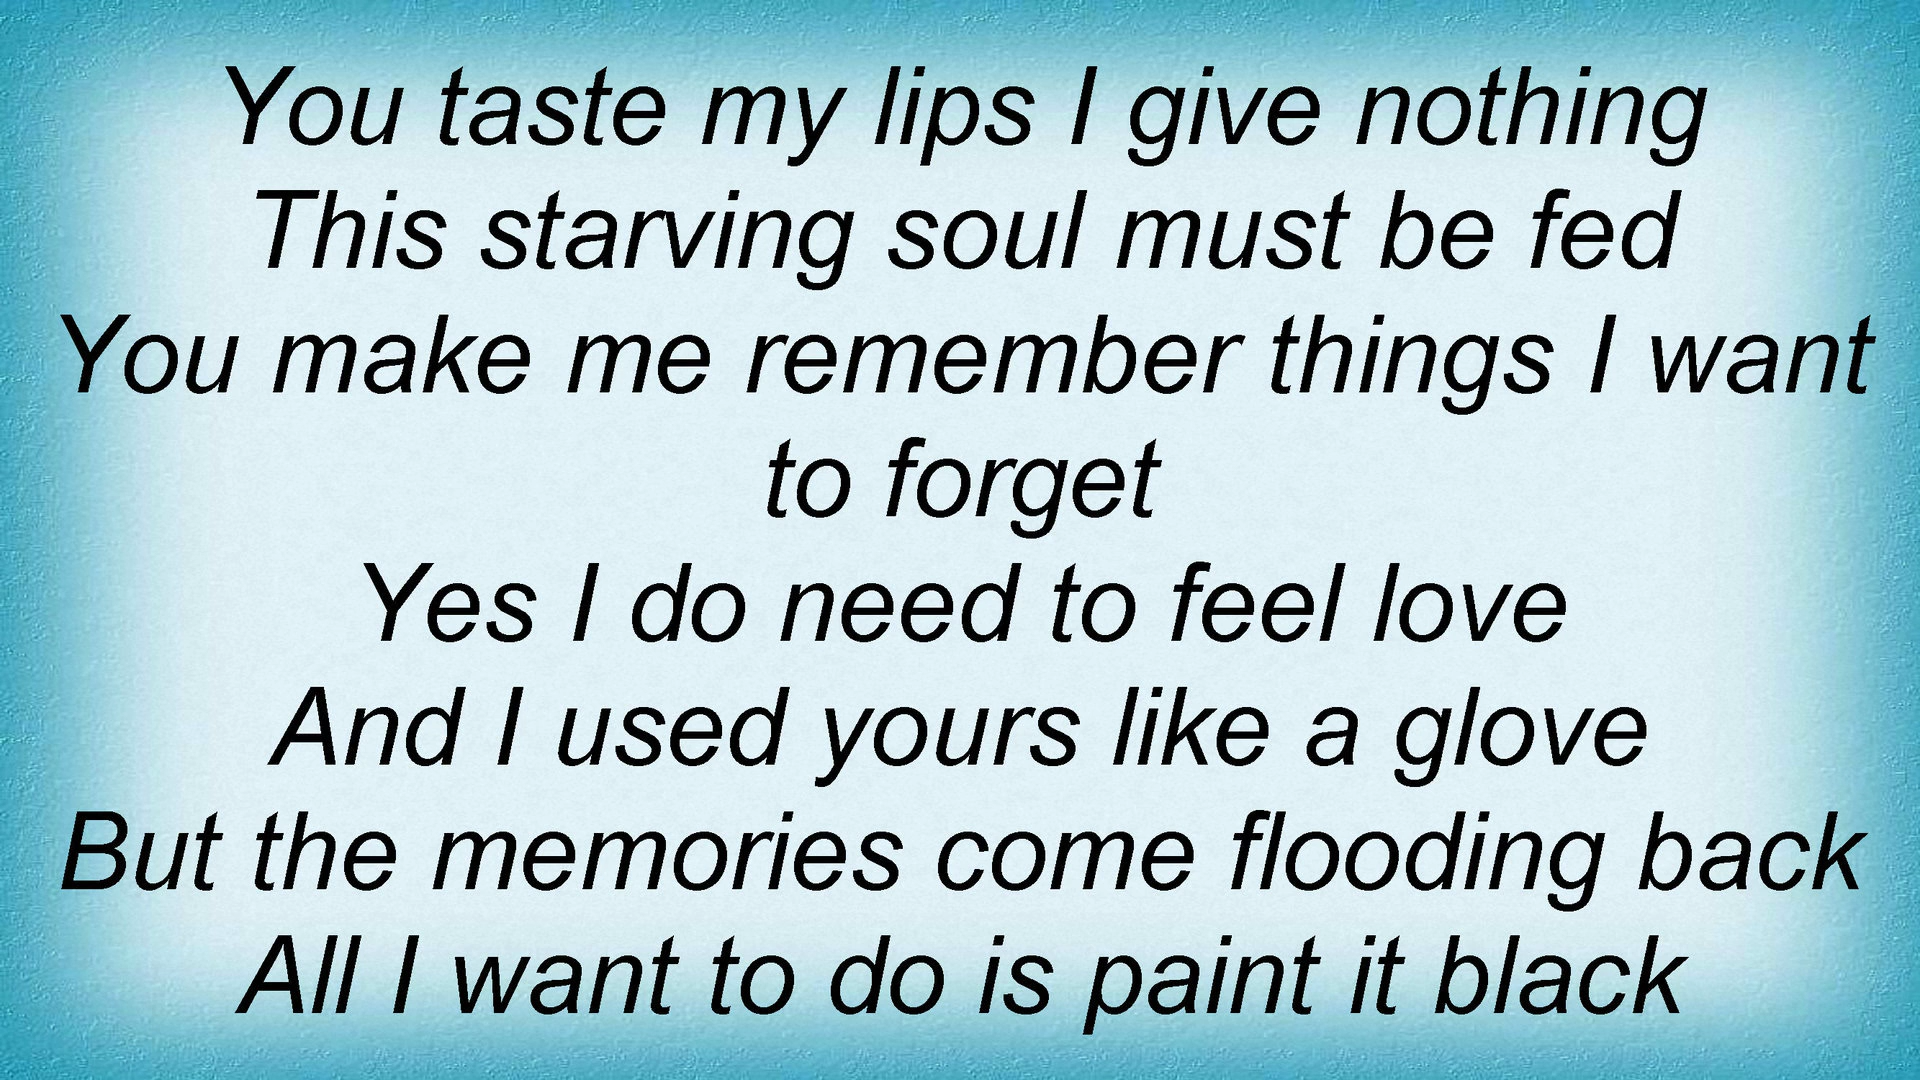 You taste my lips I give nothing
This starving soul must be fed
You make me remember things I want
to forget
Yes I do need to feel love
And I used yours like a glove
But the memories come flooding back
All I want to do is paint it black